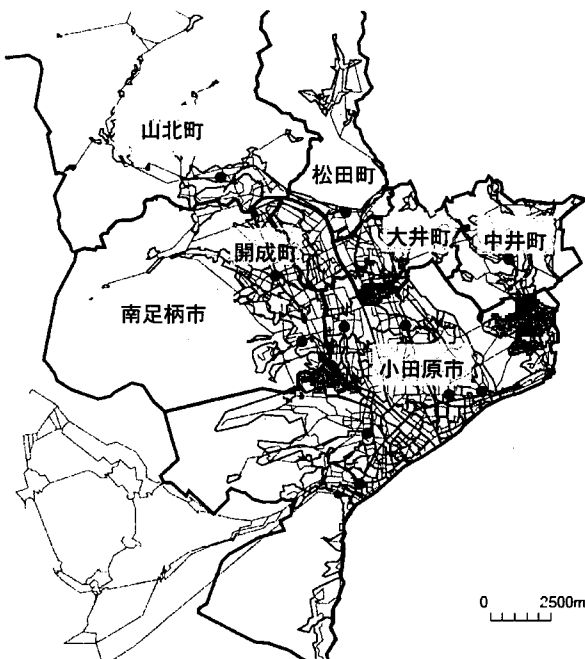 山北町
松田町
大井町
中井町
開成町
南足柄市
小田原市
0 2500m